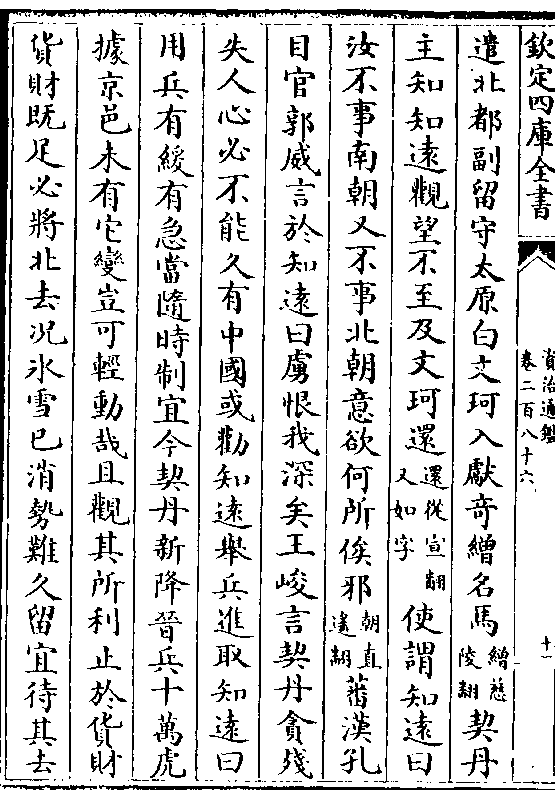 欽定四庫全書
資治通鑑
卷二百八十六
十一
遣北都副留守太原白文珂入獻奇繒名馬繒慈陵翻契丹
主知知遠觀望不至及文珂還還從宣翻又如字使謂知遠曰
汝不事南朝又不事北朝意欲何所俟邪朝直遙翻蕃漢孔
目官郭威言於知遠曰虜恨我深矣王峻言契丹貪殘
失人心必不能久有中國或勸知遠舉兵進取知遠曰
用兵有緩有急當隨時制宜今契丹新降晉兵十萬虎
據京邑未有它變豈可輕動哉且觀其所利止於貨財
貨財既足必將北去况冰雪已消勢難久留宜待其去